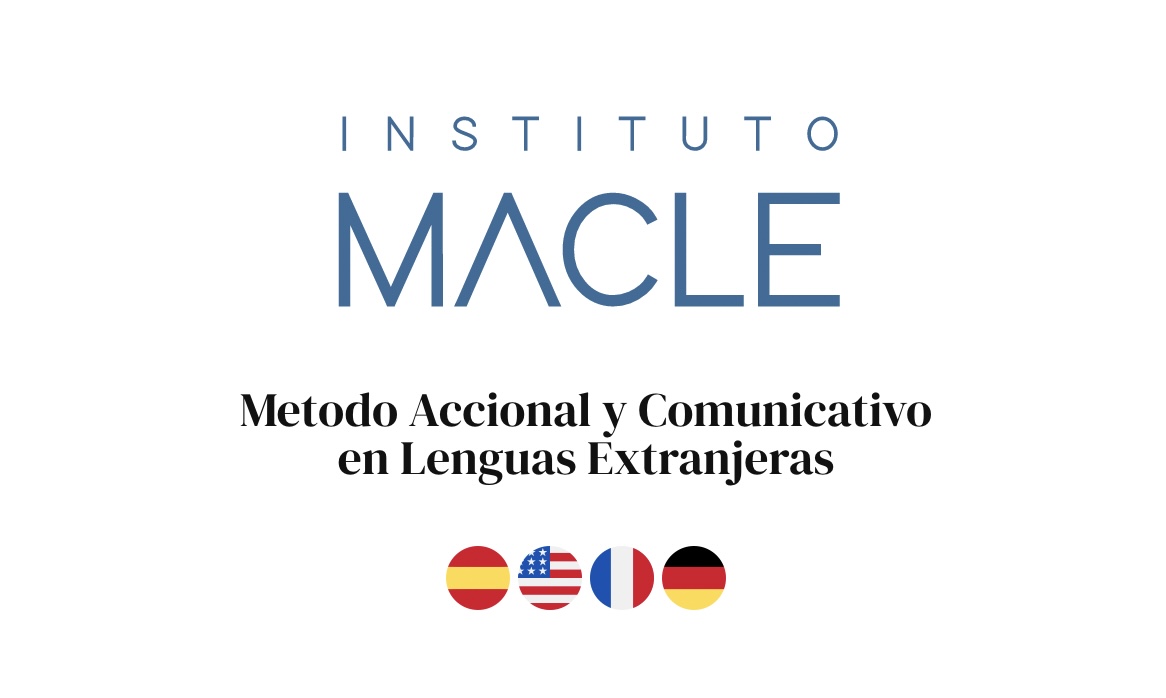 INSTITUTO
MACLE
Metodo Accional y Comunicativo
en Lenguas Extranjeras